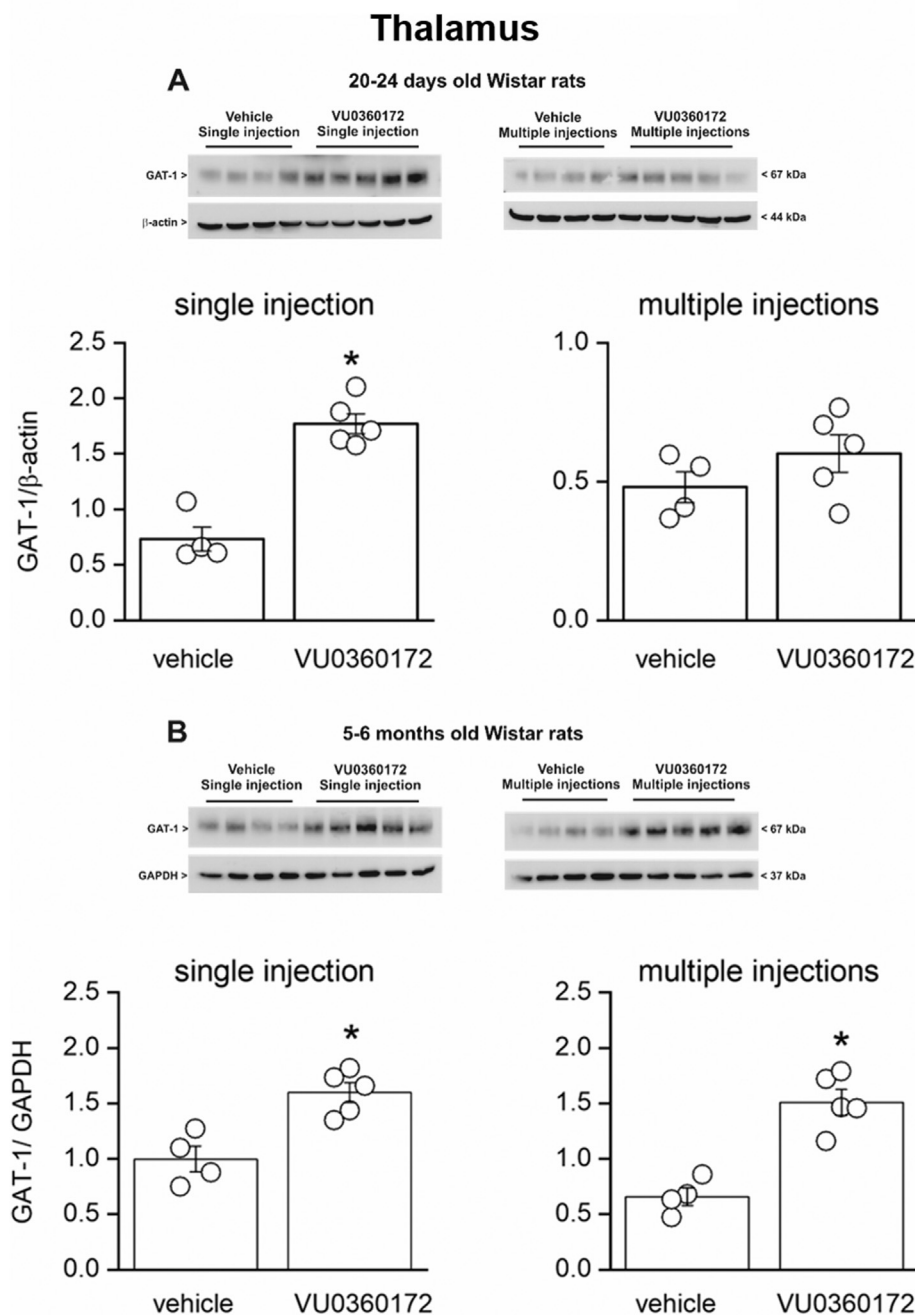 Thalamus
A
20-24 days old Wistar rats
Vehicle
Single injection
VU0360172
Single injection
Vehicle
Multiple injections
VU0360172
Multiple injections
GAT-1 >
< 67 kDa
β-actin >
< 44 kDa
single injection
multiple injections
GAT-1/β-actin
2.5
2.0
1.5
1.0
0.5
0.0
*
vehicle
VU0360172
1.0
0.5
0.0
vehicle
VU0360172
B
5-6 months old Wistar rats
Vehicle
Single injection
VU0360172
Single injection
Vehicle
Multiple injections
VU0360172
Multiple injections
GAT-1 >
< 67 kDa
GAPDH >
< 37 kDa
single injection
multiple injections
GAT-1/ GAPDH
2.5
2.0
1.5
1.0
0.5
0.0
*
vehicle
VU0360172
2.5
2.0
1.5
1.0
0.5
0.0
*
vehicle
VU0360172